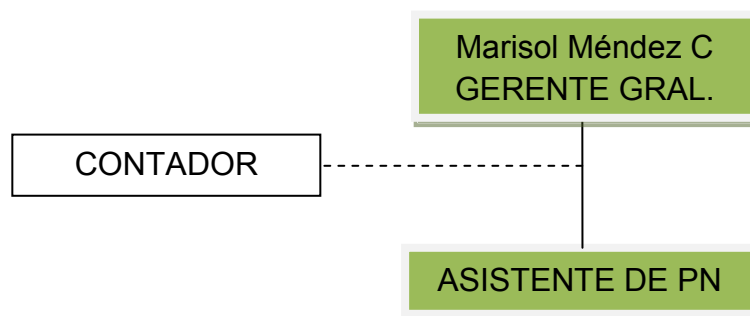 Marisol Méndez C
GERENTE GRAL.
CONTADOR
ASISTENTE DE PN